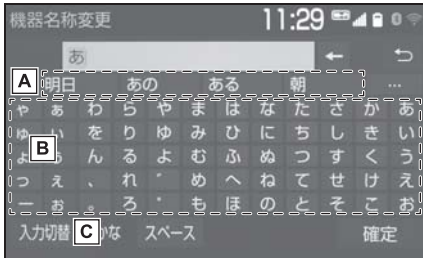 機器名称変更 11:29
あ ←
A 明日 あの ある 朝 ...
ゃ ぁ わ ら や ま は な た さ か あ
ゅ ぃ を り ゆ み ひ に ち し き い
ょ ん る よ む ふ ぬ つ す く う
っ ぇ 、 れ ゛ め へ ね て せ け え
ー ぉ 。 ろ ゜ も ほ の と そ こ お
B
入力切替 C かな スペース 確定